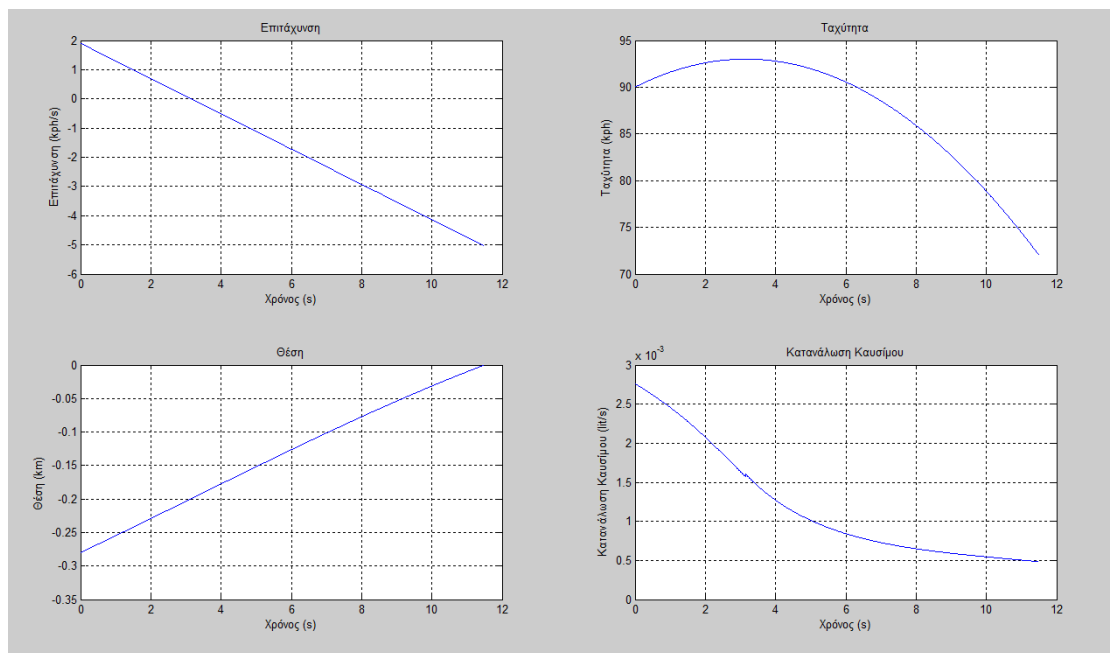 Επιτάχυνση
2
1
0
-1
-2
-3
-4
-5
-6
Επιτάχυνση (kph/s)
0 2 4 6 8 10 12
Χρόνος (s)
Ταχύτητα
95
90
85
80
75
70
Ταχύτητα (kph)
0 2 4 6 8 10 12
Χρόνος (s)
Θέση
0
-0.05
-0.1
-0.15
-0.2
-0.25
-0.3
-0.35
Θέση (km)
0 2 4 6 8 10 12
Χρόνος (s)
Κατανάλωση Καυσίμου
x 10⁻³
3
2.5
2
1.5
1
0.5
0
Κατανάλωση Καυσίμου (lit/s)
0 2 4 6 8 10 12
Χρόνος (s)